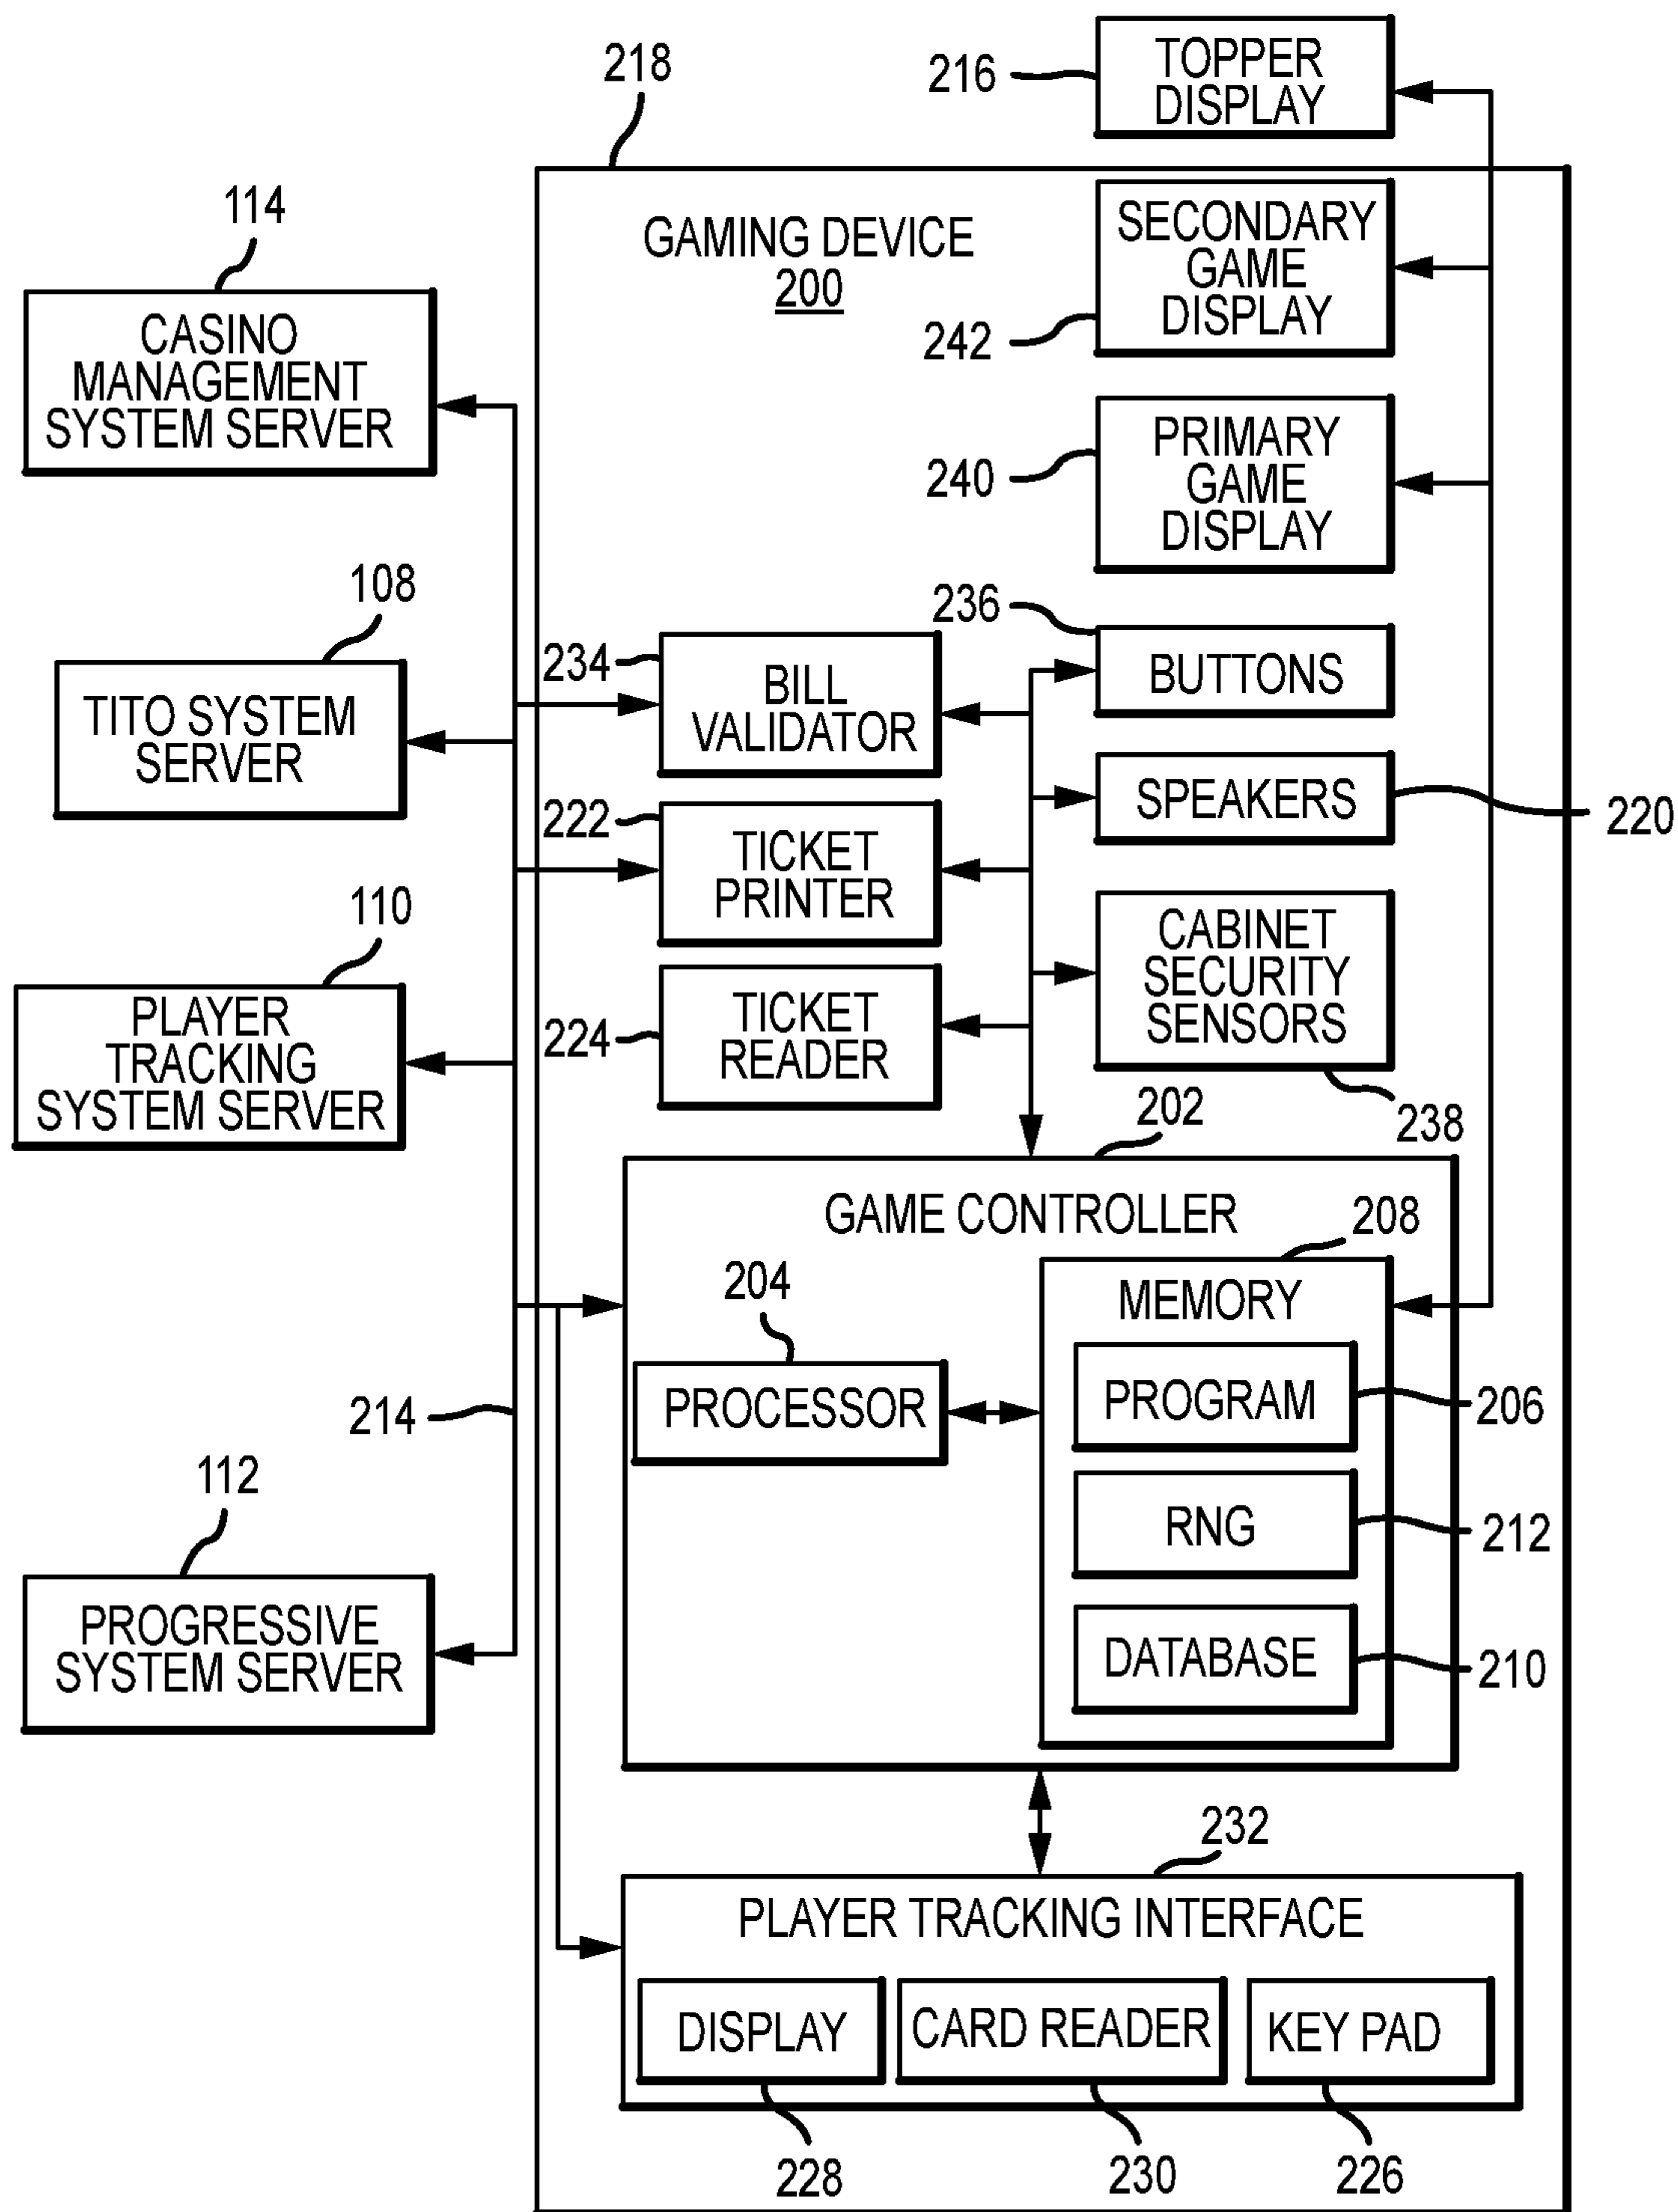 216
TOPPER
DISPLAY
218
GAMING DEVICE
200
SECONDARY
GAME
DISPLAY
242
114
CASINO
MANAGEMENT
SYSTEM SERVER
PRIMARY
GAME
DISPLAY
240
108
TITO SYSTEM
SERVER
234
BILL
VALIDATOR
236
BUTTONS
222
TICKET
PRINTER
SPEAKERS
220
110
PLAYER
TRACKING
SYSTEM SERVER
224
TICKET
READER
CABINET
SECURITY
SENSORS
238
202
GAME CONTROLLER
204
PROCESSOR
208
MEMORY
PROGRAM
206
RNG
212
DATABASE
210
214
112
PROGRESSIVE
SYSTEM SERVER
232
PLAYER TRACKING INTERFACE
DISPLAY
CARD READER
KEY PAD
228
230
226